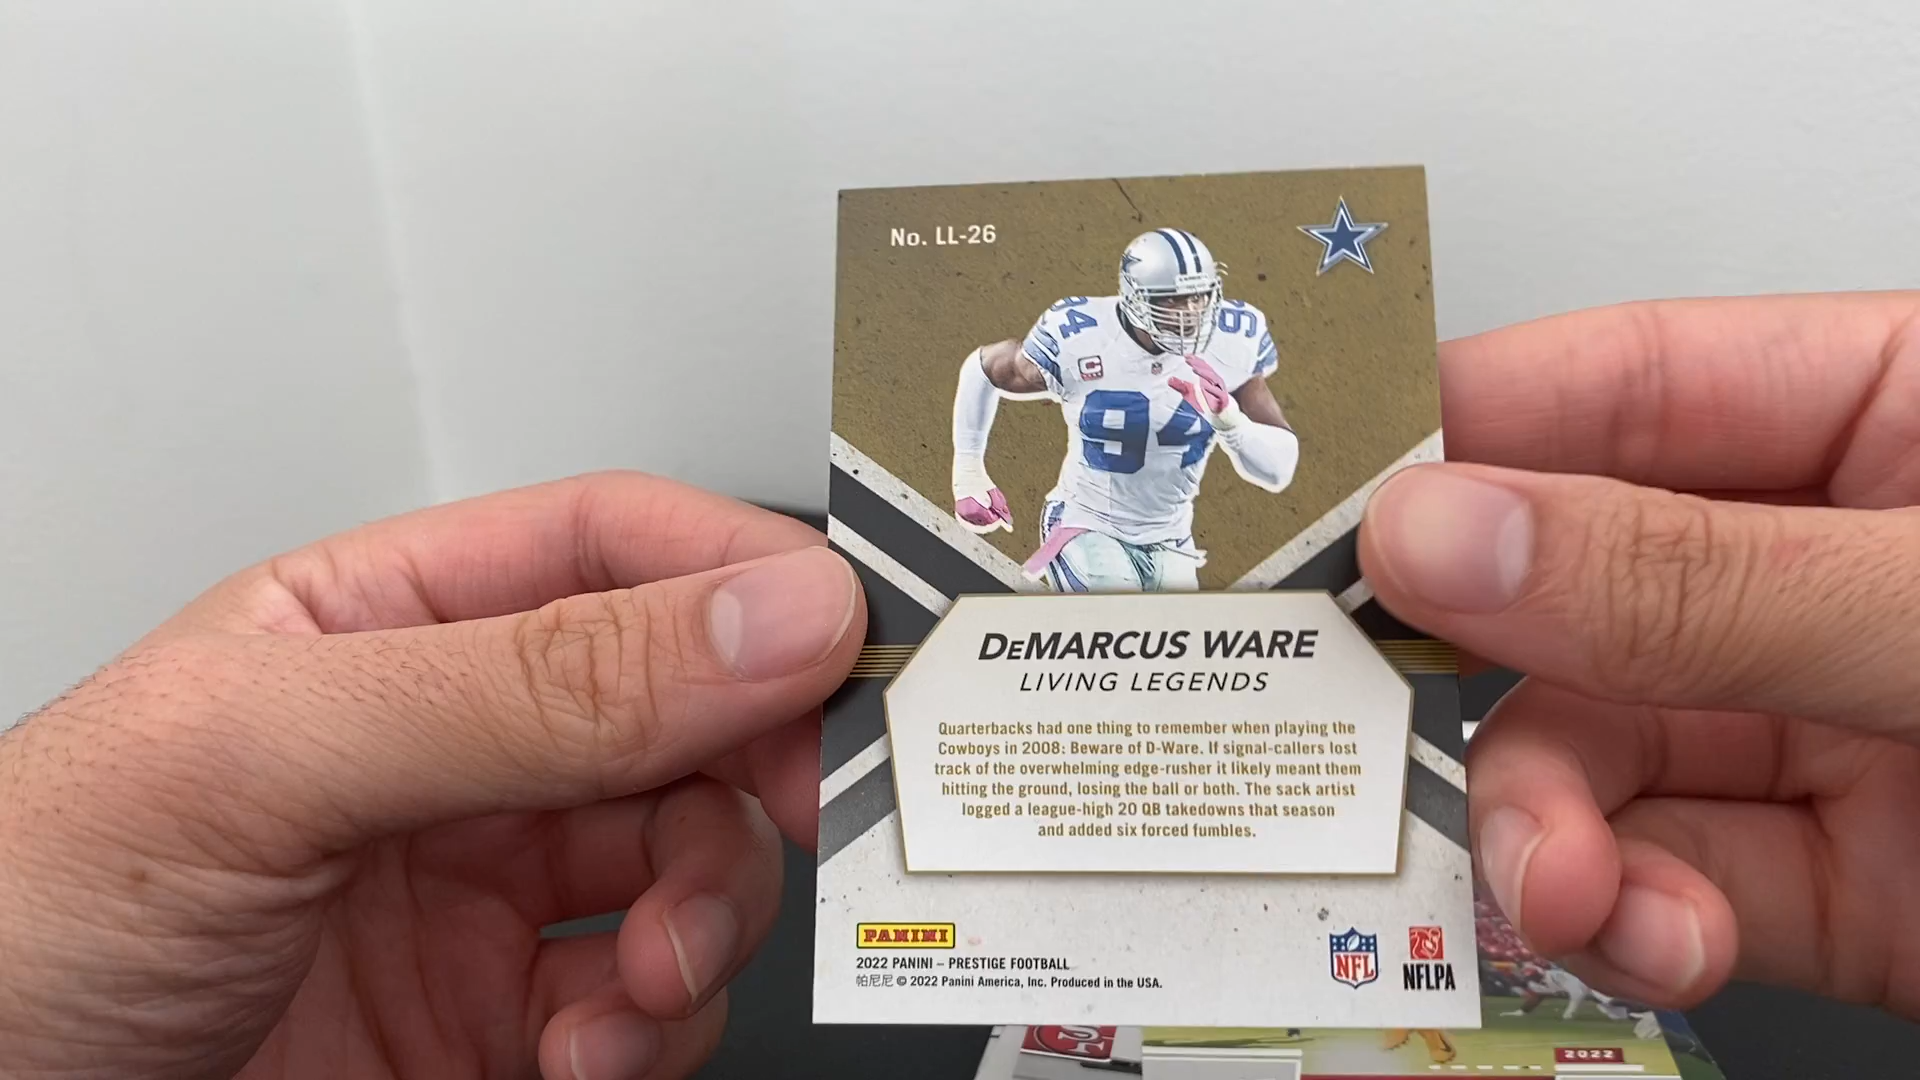 No. LL-26
94
94
94
DeMARCUS WARE
LIVING LEGENDS
Quarterbacks had one thing to remember when playing the
Cowboys in 2008: Beware of D-Ware. If signal-callers lost
track of the overwhelming edge-rusher it likely meant them
hitting the ground, losing the ball or both. The sack artist
logged a league-high 20 QB takedowns that season
and added six forced fumbles.
PANINI
2022 PANINI – PRESTIGE FOOTBALL
帕尼尼 © 2022 Panini America, Inc. Produced in the USA.
NFL
NFLPA
SF
2022